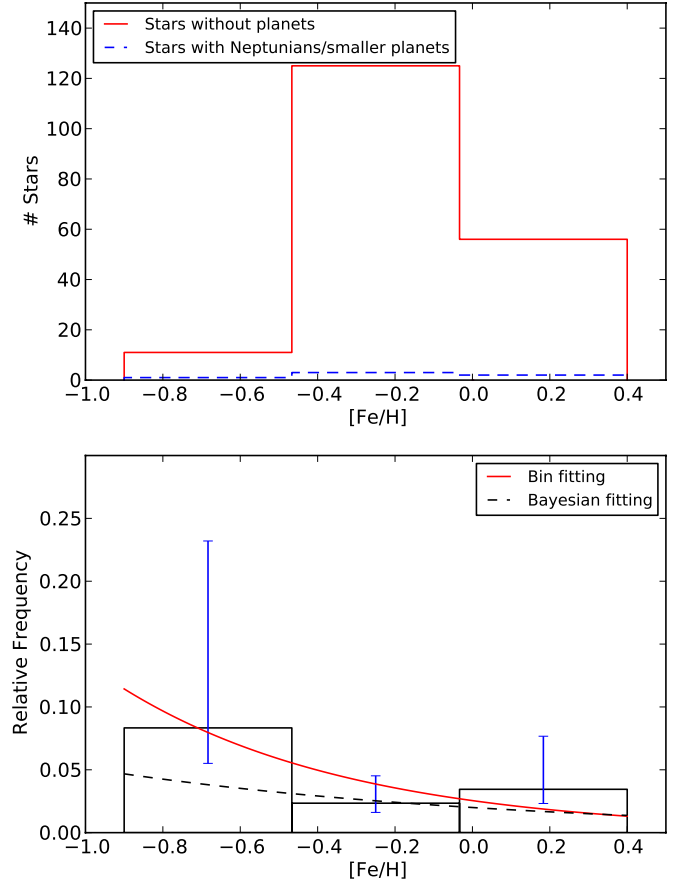 Stars without planets
Stars with Neptunians/smaller planets
140
120
100
80
60
40
20
0
# Stars
−1.0 −0.8 −0.6 −0.4 −0.2 0.0 0.2 0.4
[Fe/H]
Bin fitting
Bayesian fitting
0.25
0.20
0.15
0.10
0.05
0.00
Relative Frequency
−1.0 −0.8 −0.6 −0.4 −0.2 0.0 0.2 0.4
[Fe/H]